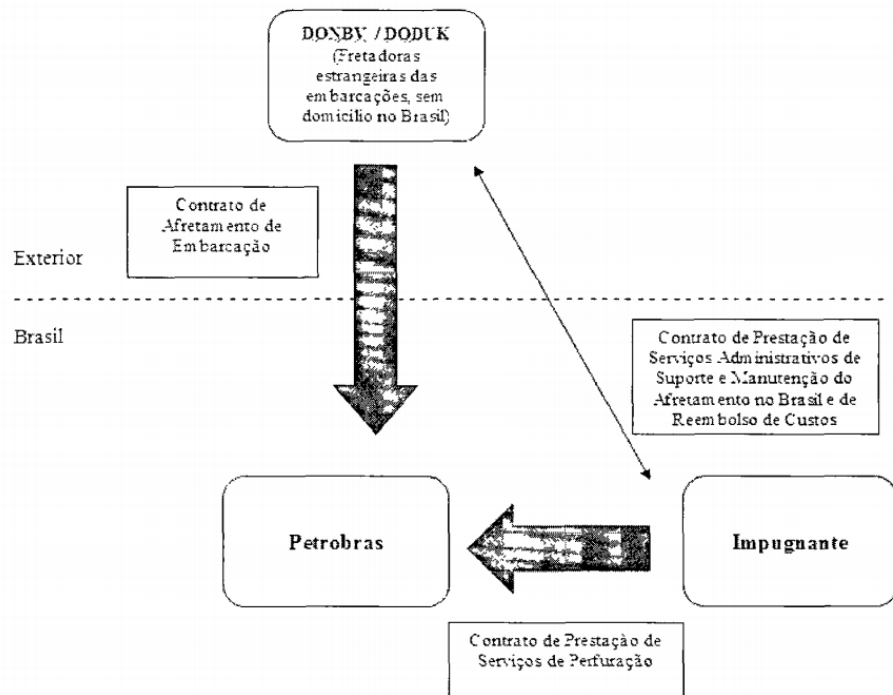 DONBV / DODUK
(Fretadoras
estrangeiras das
embarcações, sem
domicílio no Brasil)
Contrato de
Afretamento de
Embarcação
Exterior
Brasil
Contrato de Prestação de
Serviços Administrativos de
Suporte e Manutenção do
Afretamento no Brasil e de
Reembolso de Custos
Petrobras
Impugnante
Contrato de Prestação de
Serviços de Perfuração